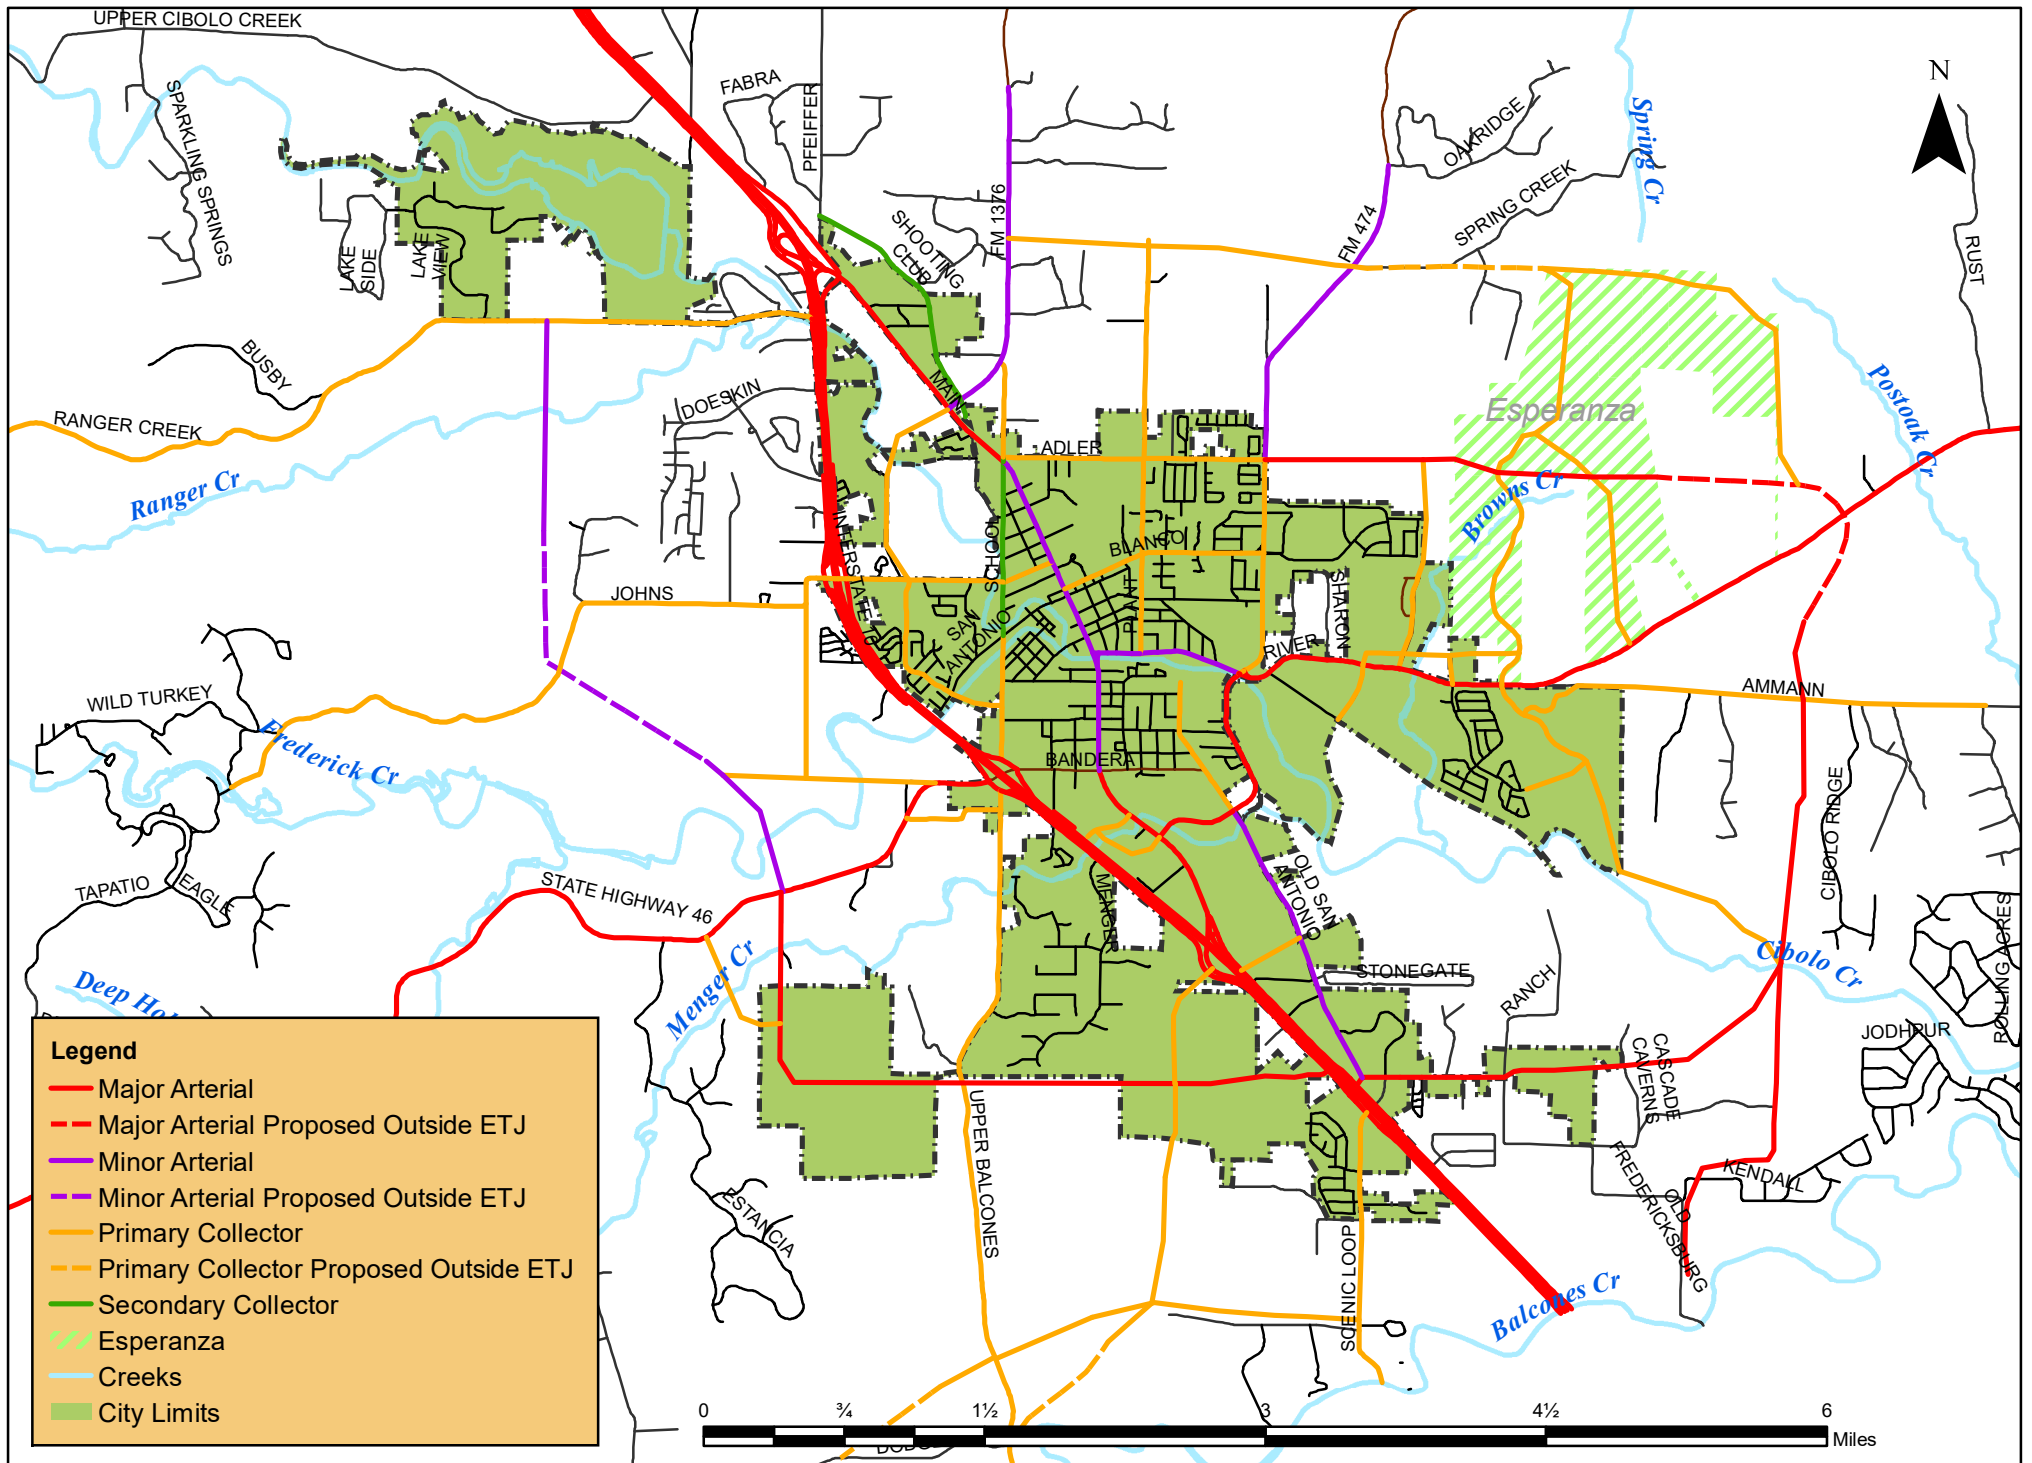 UPPER CIBOLO CREEK
FABRA
PFEIFFER
SPARKLING SPRINGS
N
OAKRIDGE
Spring Cr
SPRING CREEK
FM 1376
SHOOTING
CLUB
FM 474
RUST
LAKE
SIDE
LAKE
VIEW
BUSBY
MAIN
DOESKIN
RANGER CREEK
Esperanza
Postoak Cr
ADLER
Ranger Cr
Browns Cr
INTERSTATE 10
SCHOOL
BLANCO
PLANT
SHARON
JOHNS
SAN
ANTONIO
RIVER
WILD TURKEY
AMMANN
Frederick Cr
BANDERA
CIBOLO RIDGE
TAPATIO
EAGLE
STATE HIGHWAY 46
MENGER
OLD SAN
ANTONIO
ROLLING ACRES
Cibolo Cr
Menger Cr
STONEGATE
RANCH
JODHPUR
CASCADE
CAVERNS
UPPER BALCONES
FREDERICKSBURG
OLD
KENDALL
ESTANCIA
SCENIC LOOP
Balcones Cr
Legend
Major Arterial
Major Arterial Proposed Outside ETJ
Minor Arterial
Minor Arterial Proposed Outside ETJ
Primary Collector
Primary Collector Proposed Outside ETJ
Secondary Collector
Esperanza
Creeks
City Limits
0 ¾ 1½ 3 4½ 6
Miles